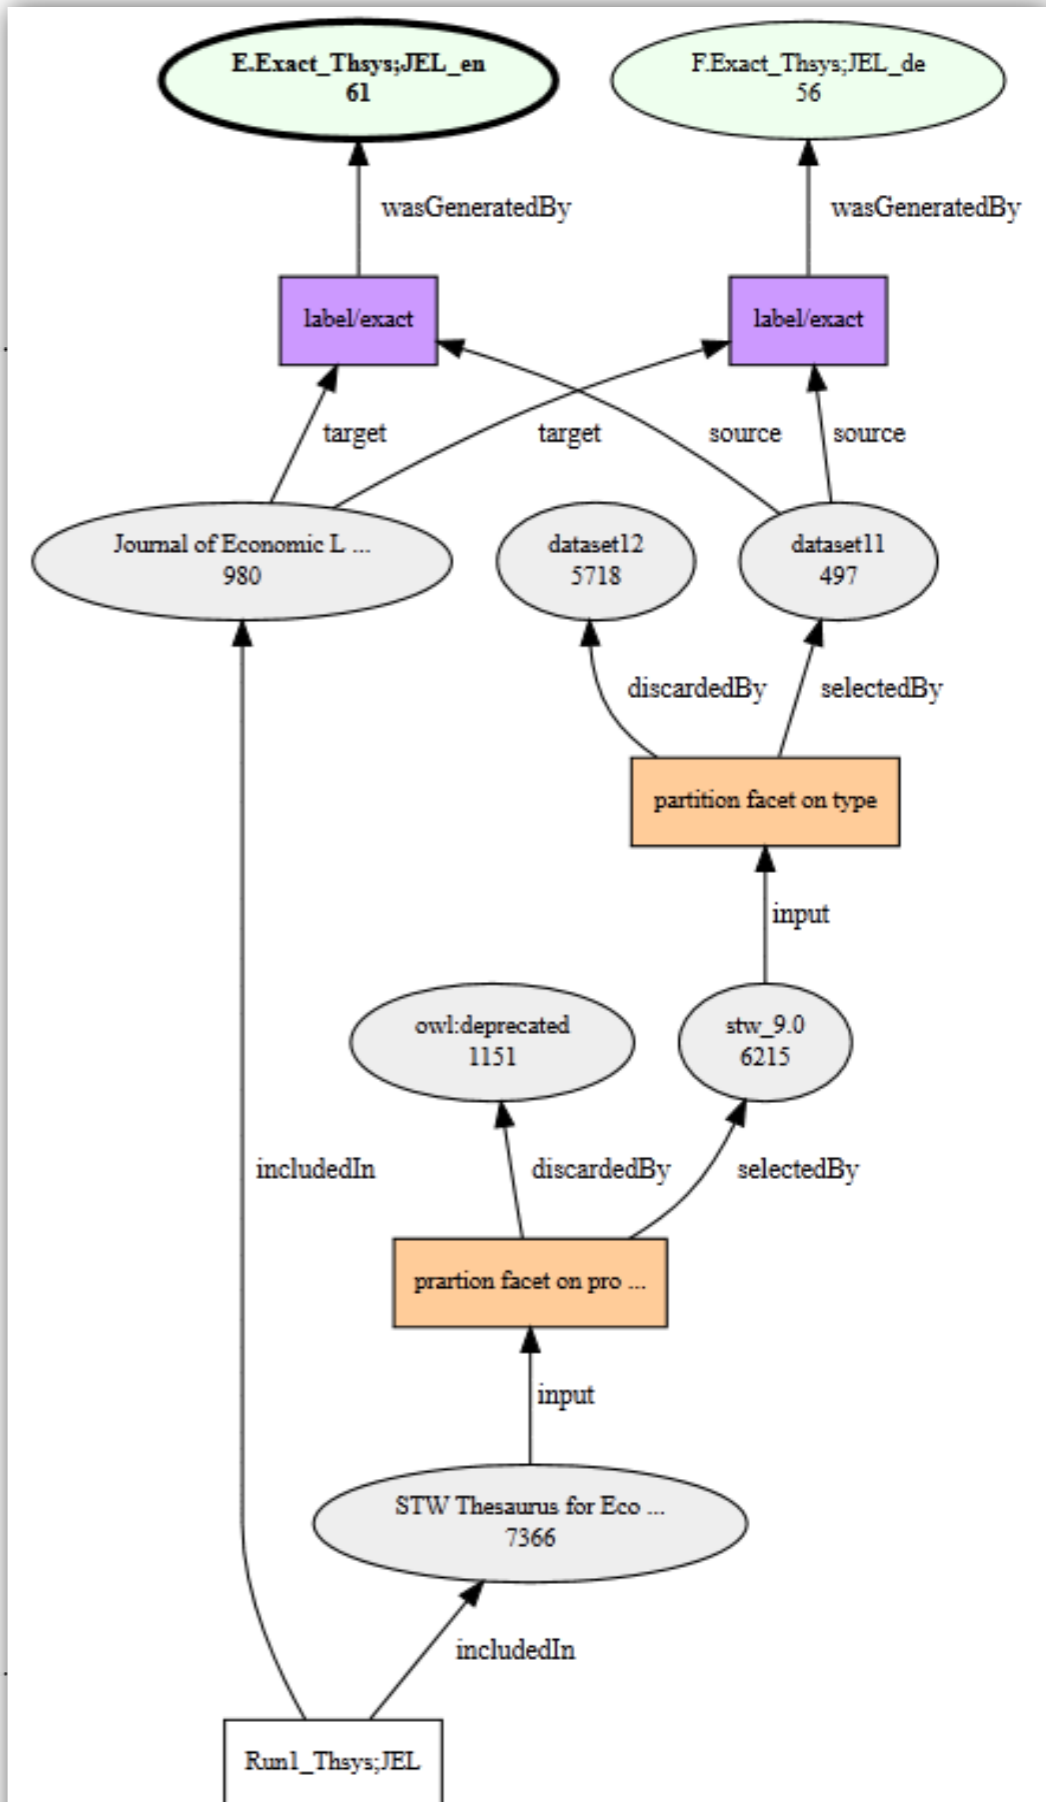 E.Exact_Thsys;JEL_en
61
F.Exact_Thsys;JEL_de
56
wasGeneratedBy
wasGeneratedBy
label/exact
label/exact
target
target
source
source
Journal of Economic L ...
980
dataset12
5718
dataset11
497
discardedBy
selectedBy
partition facet on type
input
owl:deprecated
1151
stw_9.0
6215
includedIn
discardedBy
selectedBy
prartion facet on pro ...
input
STW Thesaurus for Eco ...
7366
includedIn
Run1_Thsys;JEL